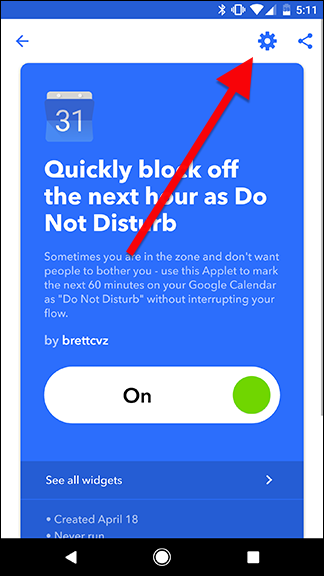 5:11
31
Quickly block off
the next hour as Do
Not Disturb
Sometimes you are in the zone and don't want
people to bother you - use this Applet to mark
the next 60 minutes on your Google Calendar
as "Do Not Disturb" without interrupting your
flow.
by brettcvz
On
See all widgets
• Created April 18
• Never run